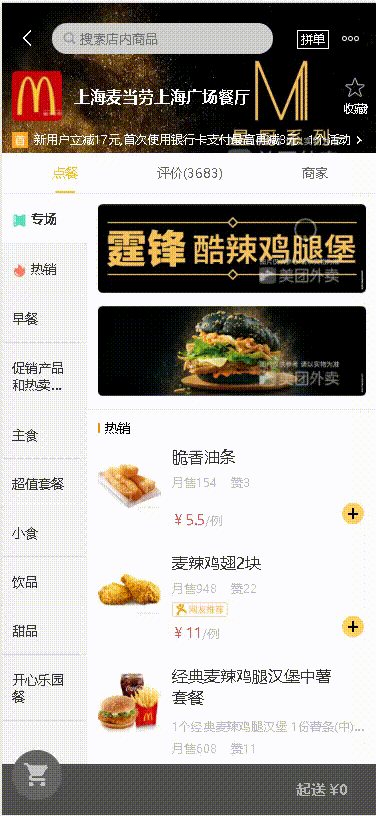 搜索店内商品
拼单
上海麦当劳上海广场餐厅
收藏
首 新用户立减17元,首次使用银行卡支付最高再减3元
点餐
评价(3683)
商家
专场
热销
早餐
促销产品
和热卖...
主食
超值套餐
小食
饮品
甜品
开心乐园
餐
霆锋 酷辣鸡腿堡
美团外卖
美团外卖
热销
脆香油条
月售154 赞3
¥5.5/例
麦辣鸡翅2块
月售948 赞22
网友推荐
¥11/例
经典麦辣鸡腿汉堡中薯
套餐
1个经典麦辣鸡腿汉堡 1份薯条(中)...
月售608 赞11
起送 ¥0